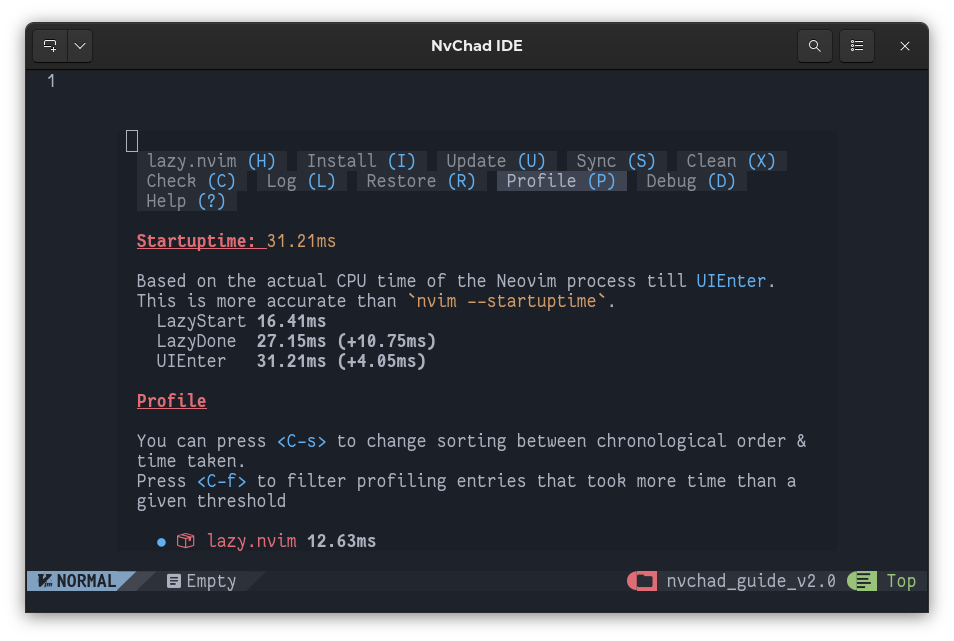 NvChad IDE
1
lazy.nvim (H) Install (I) Update (U) Sync (S) Clean (X)
Check (C) Log (L) Restore (R) Profile (P) Debug (D)
Help (?)
Startuptime: 31.21ms
Based on the actual CPU time of the Neovim process till UIEnter.
This is more accurate than `nvim --startuptime`.
LazyStart 16.41ms
LazyDone 27.15ms (+10.75ms)
UIEnter 31.21ms (+4.05ms)
Profile
You can press <C-s> to change sorting between chronological order &
time taken.
Press <C-f> to filter profiling entries that took more time than a
given threshold
lazy.nvim 12.63ms
NORMAL Empty nvchad_guide_v2.0 Top